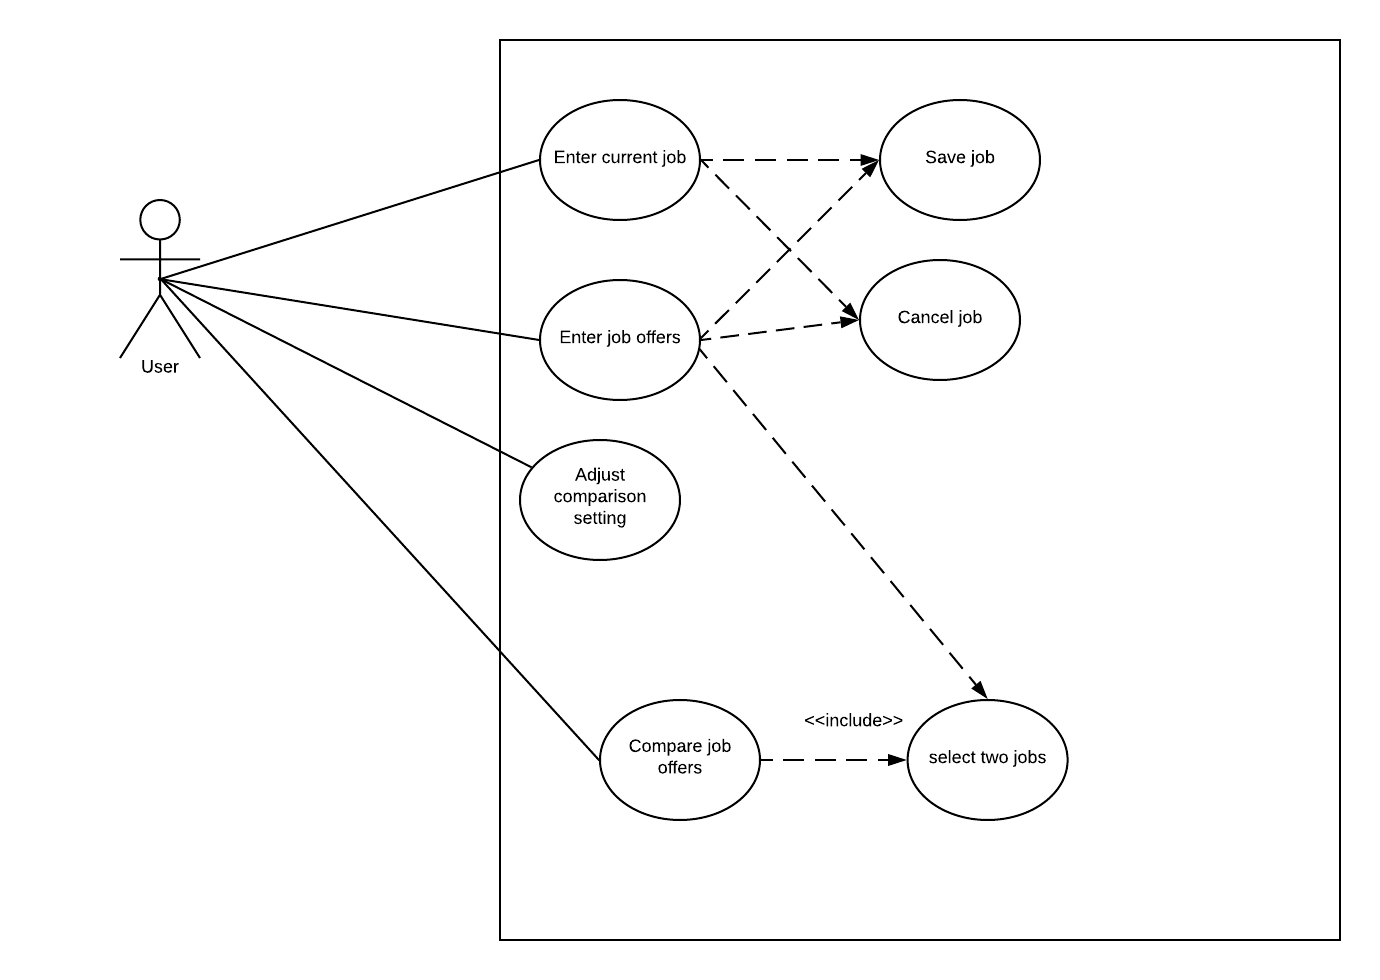 Enter current job
Save job
Cancel job
Enter job offers
User
Adjust
comparison
setting
<<include>>
Compare job
offers
select two jobs